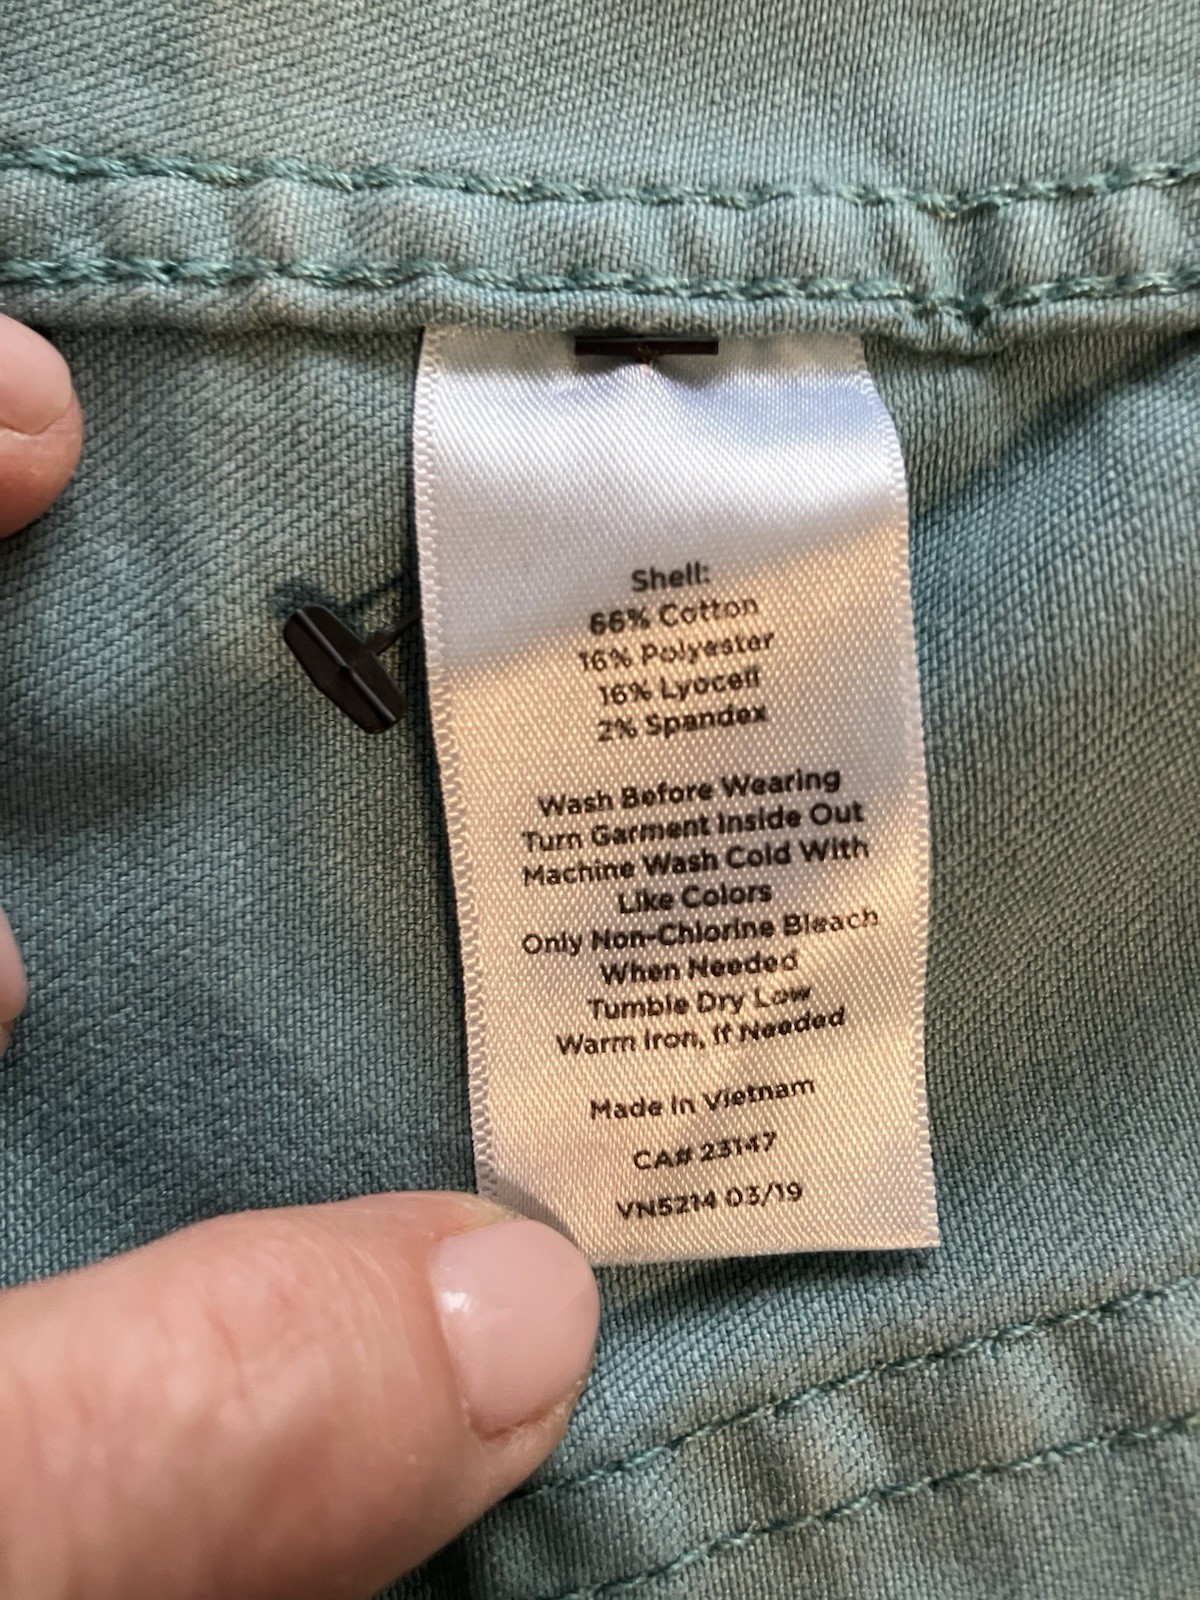 Shell:
66% Cotton
16% Polyester
16% Lyocell
2% Spandex
Wash Before Wearing
Turn Garment Inside Out
Machine Wash Cold With
Like Colors
Only Non-Chlorine Bleach
When Needed
Tumble Dry Low
Warm Iron, If Needed
Made In Vietnam
CA# 23147
VN5214 03/19